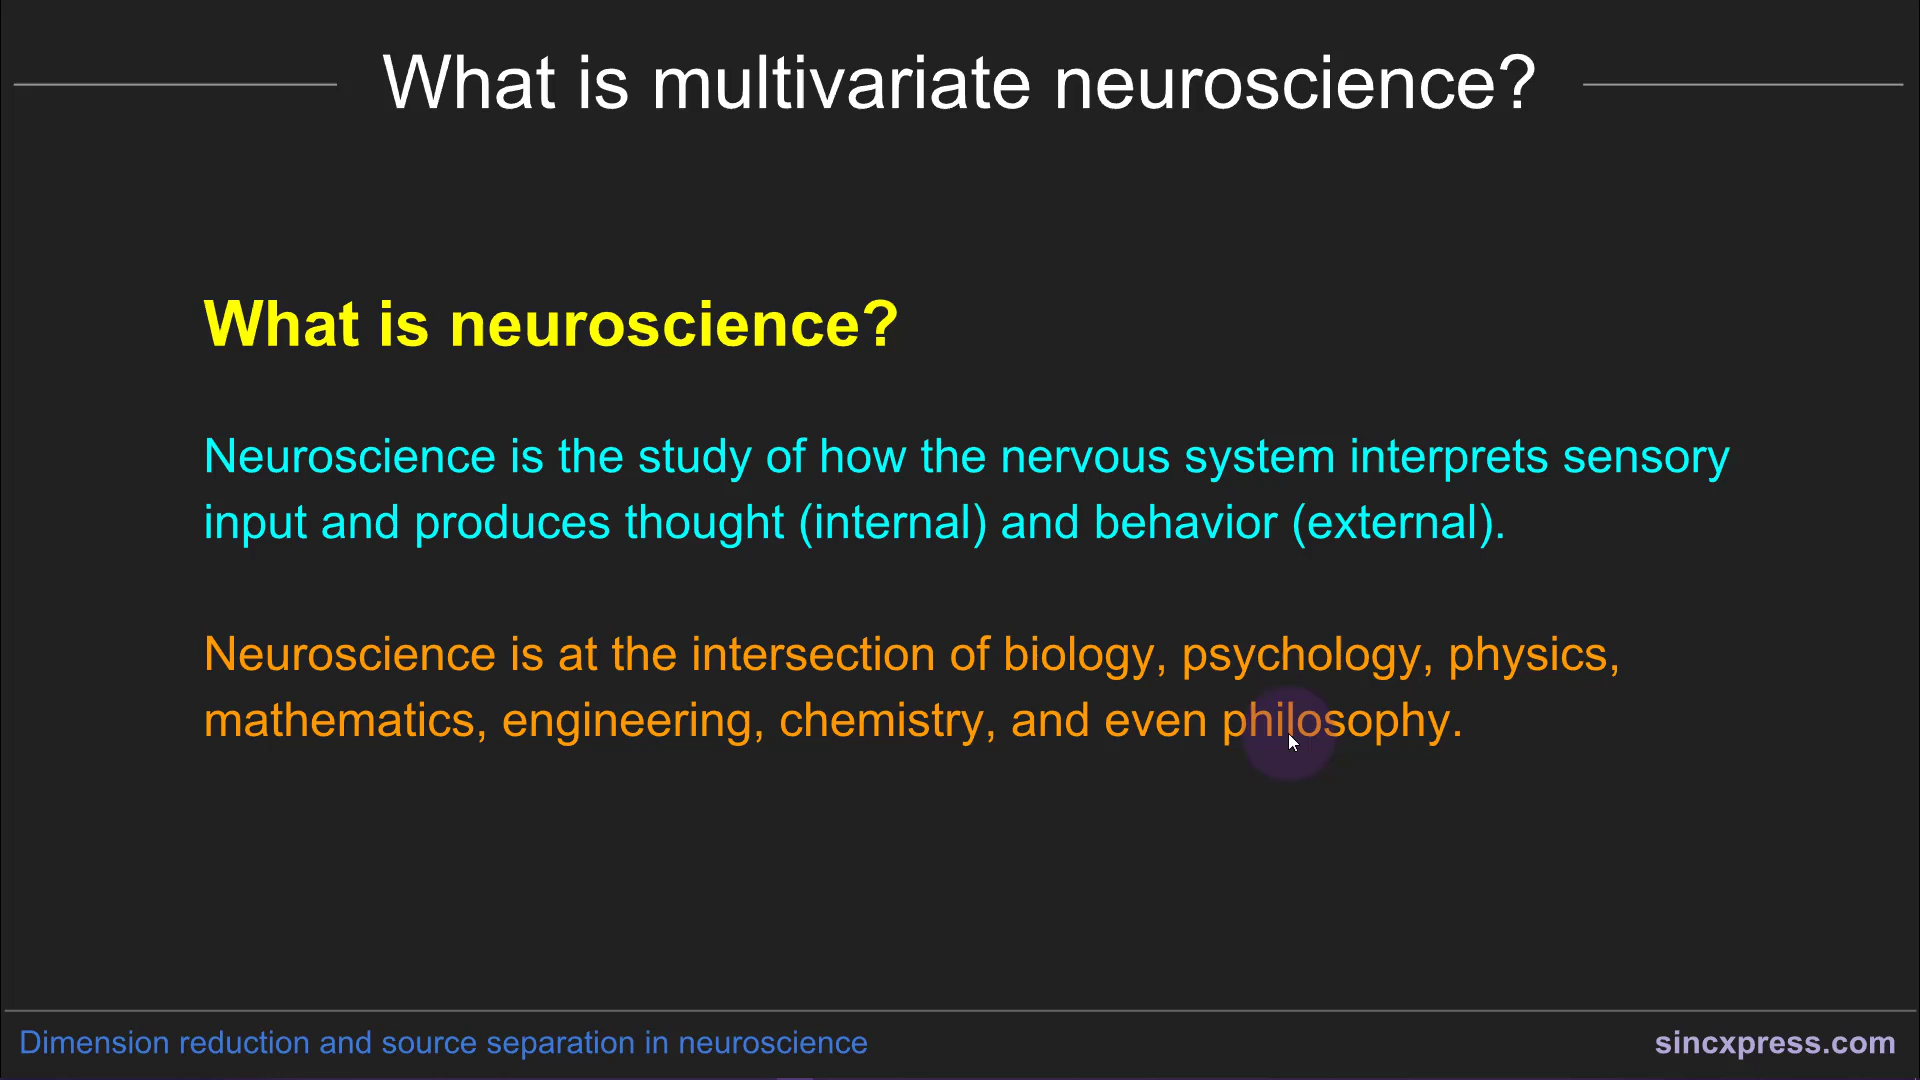 What is multivariate neuroscience?
What is neuroscience?
Neuroscience is the study of how the nervous system interprets sensory
input and produces thought (internal) and behavior (external).
Neuroscience is at the intersection of biology, psychology, physics,
mathematics, engineering, chemistry, and even philosophy.
Dimension reduction and source separation in neuroscience
sincxpress.com